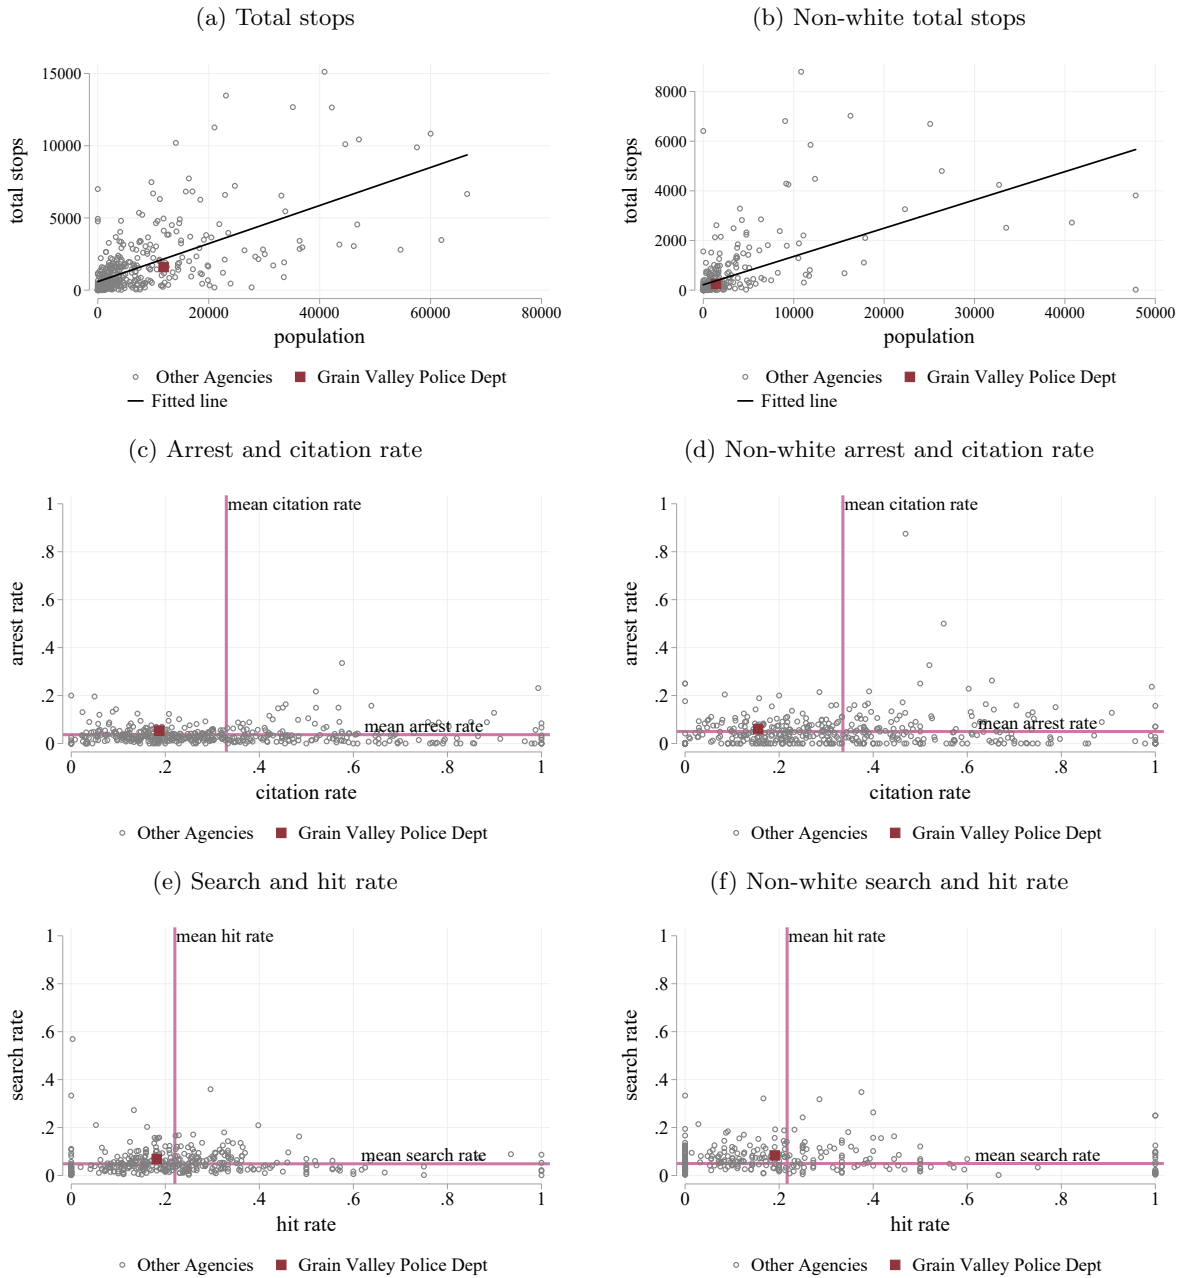 (a) Total stops
(b) Non-white total stops
15000
10000
5000
0
total stops
0 20000 40000 60000 80000
population
Other Agencies Grain Valley Police Dept
Fitted line
8000
6000
4000
2000
0
total stops
0 10000 20000 30000 40000 50000
population
Other Agencies Grain Valley Police Dept
Fitted line
(c) Arrest and citation rate
(d) Non-white arrest and citation rate
1
.8
.6
.4
.2
0
arrest rate
mean citation rate
mean arrest rate
0 .2 .4 .6 .8 1
citation rate
Other Agencies Grain Valley Police Dept
1
.8
.6
.4
.2
0
arrest rate
mean citation rate
mean arrest rate
0 .2 .4 .6 .8 1
citation rate
Other Agencies Grain Valley Police Dept
(e) Search and hit rate
(f) Non-white search and hit rate
1
.8
.6
.4
.2
0
search rate
mean hit rate
mean search rate
0 .2 .4 .6 .8 1
hit rate
Other Agencies Grain Valley Police Dept
1
.8
.6
.4
.2
0
search rate
mean hit rate
mean search rate
0 .2 .4 .6 .8 1
hit rate
Other Agencies Grain Valley Police Dept